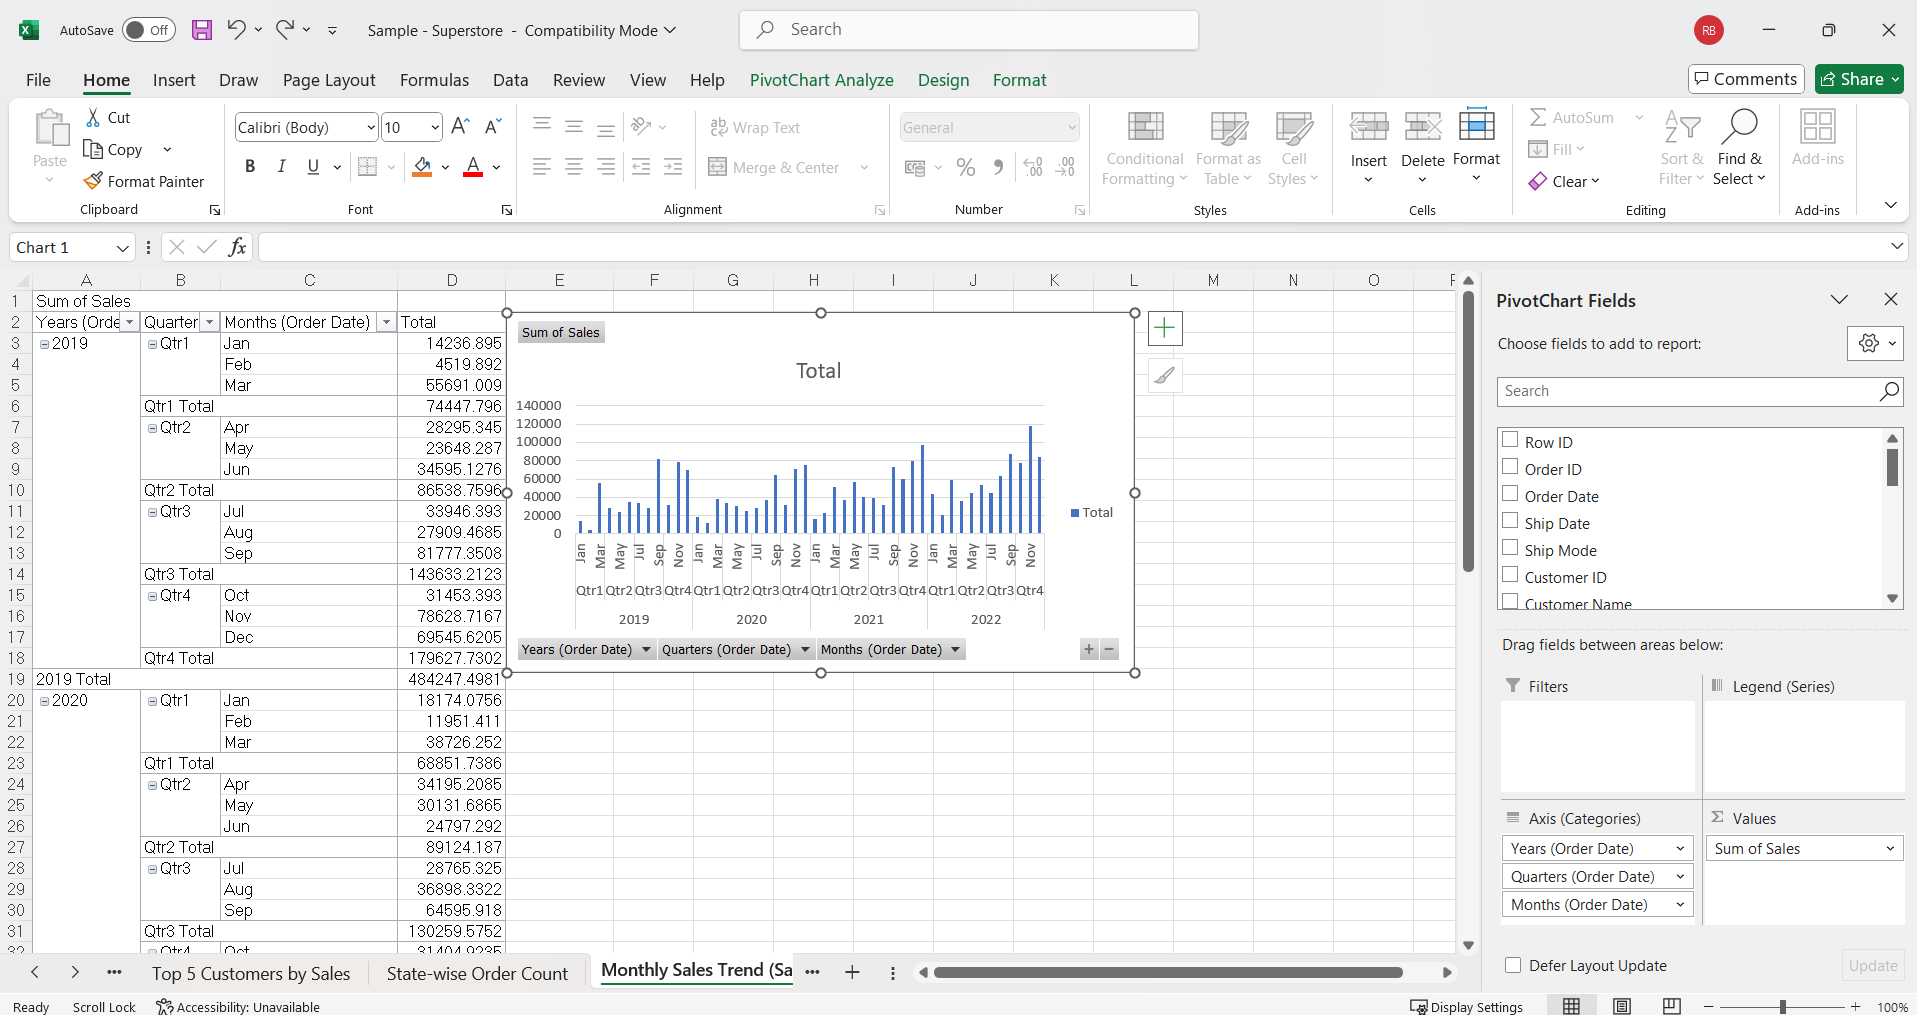 AutoSave Off Sample - Superstore - Compatibility Mode Search RB
File Home Insert Draw Page Layout Formulas Data Review View Help PivotChart Analyze Design Format Comments Share
Paste Cut Copy Format Painter Clipboard
Calibri (Body) 10 A^ A˅ B I U A Font
Wrap Text Merge & Center Alignment
General % Number
Conditional Formatting Format as Table Cell Styles Styles
Insert Delete Format Cells
AutoSum Fill Clear Sort & Filter Find & Select Editing
Add-ins Add-ins
Chart 1 fx
A B C D E F G H I J K L M N O
1 Sum of Sales
2 Years (Orde Quarter Months (Order Date) Total
3 2019 Qtr1 Jan 14236.895
4 Feb 4519.892
5 Mar 55691.009
6 Qtr1 Total 74447.796
7 Qtr2 Apr 28295.345
8 May 23648.287
9 Jun 34595.1276
10 Qtr2 Total 86538.7596
11 Qtr3 Jul 33946.393
12 Aug 27909.4685
13 Sep 81777.3508
14 Qtr3 Total 143633.2123
15 Qtr4 Oct 31453.393
16 Nov 78628.7167
17 Dec 69545.6205
18 Qtr4 Total 179627.7302
19 2019 Total 484247.4981
20 2020 Qtr1 Jan 18174.0756
21 Feb 11951.411
22 Mar 38726.252
23 Qtr1 Total 68851.7386
24 Qtr2 Apr 34195.2085
25 May 30131.6865
26 Jun 24797.292
27 Qtr2 Total 89124.187
28 Qtr3 Jul 28765.325
29 Aug 36898.3322
30 Sep 64595.918
31 Qtr3 Total 130259.5752
32 Qtr4 Oct 31404.9235
Sum of Sales
Total
140000
120000
100000
80000
60000
40000
20000
0
Total
Jan Mar May Jul Sep Nov Jan Mar May Jul Sep Nov Jan Mar May Jul Sep Nov Jan Mar May Jul Sep Nov
Qtr1 Qtr2 Qtr3 Qtr4 Qtr1 Qtr2 Qtr3 Qtr4 Qtr1 Qtr2 Qtr3 Qtr4 Qtr1 Qtr2 Qtr3 Qtr4
2019 2020 2021 2022
Years (Order Date) Quarters (Order Date) Months (Order Date) + −
PivotChart Fields
Choose fields to add to report:
Search
Row ID
Order ID
Order Date
Ship Date
Ship Mode
Customer ID
Customer Name
Drag fields between areas below:
Filters Legend (Series)
Axis (Categories) Σ Values
Years (Order Date) Sum of Sales
Quarters (Order Date)
Months (Order Date)
Defer Layout Update Update
Top 5 Customers by Sales State-wise Order Count Monthly Sales Trend (Sa
Ready Scroll Lock Accessibility: Unavailable Display Settings 100%